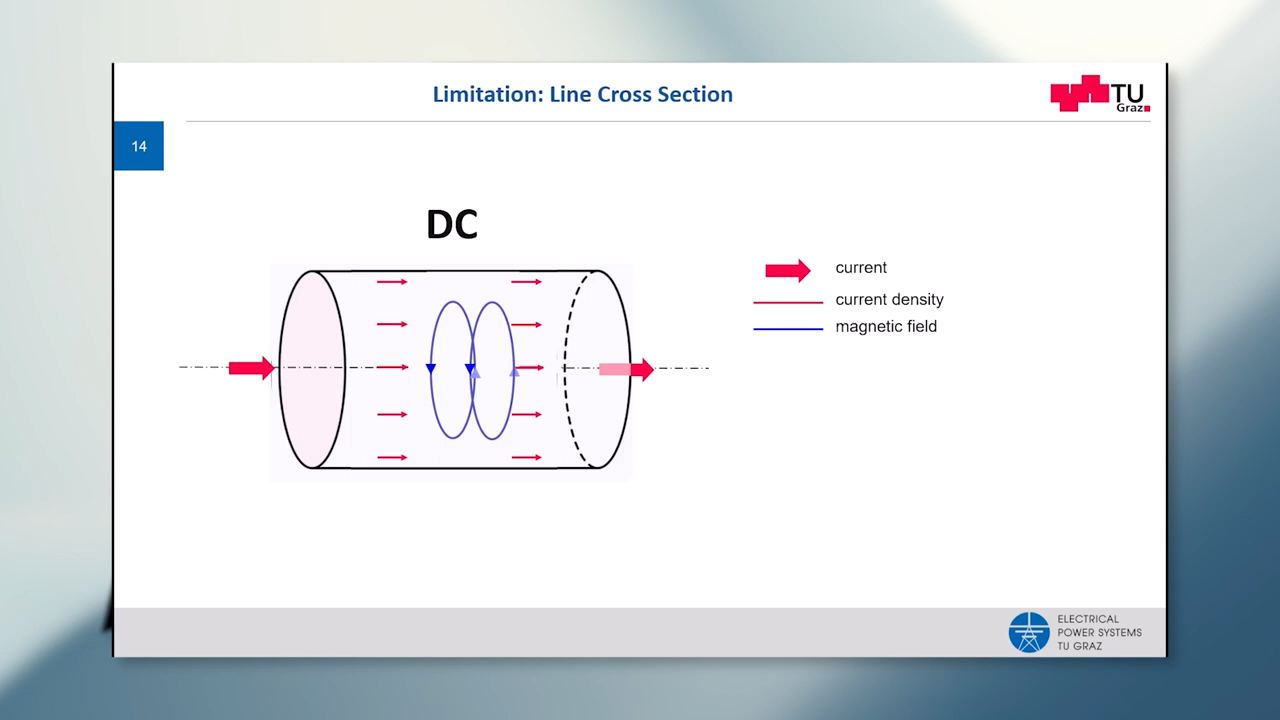 Limitation: Line Cross Section
TU
Graz
14
DC
current
current density
magnetic field
ELECTRICAL
POWER SYSTEMS
TU GRAZ